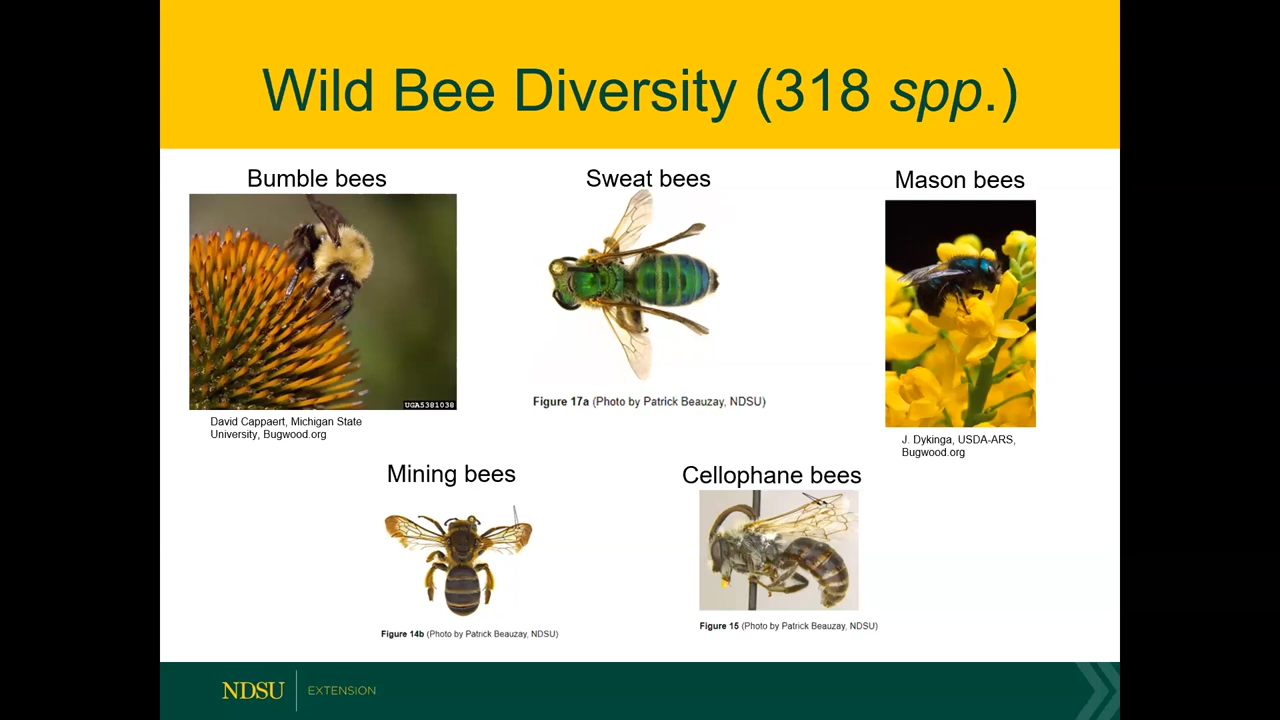 Wild Bee Diversity (318 spp.)
Bumble bees
Sweat bees
Mason bees
UGA5381038
David Cappaert, Michigan State
University, Bugwood.org
Figure 17a (Photo by Patrick Beauzay, NDSU)
J. Dykinga, USDA-ARS,
Bugwood.org
Mining bees
Cellophane bees
Figure 14b (Photo by Patrick Beauzay, NDSU)
Figure 15 (Photo by Patrick Beauzay, NDSU)
NDSU EXTENSION